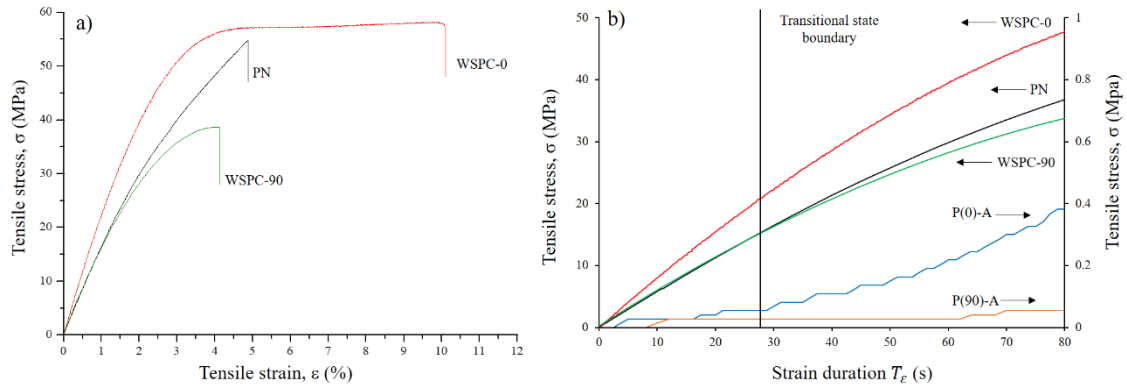 a)
60
50
40
30
20
10
0
Tensile stress, σ (MPa)
PN
WSPC-0
WSPC-90
0 1 2 3 4 5 6 7 8 9 10 11 12
Tensile strain, ε (%)
b)
Transitional state
boundary
50
40
30
20
10
0
Tensile stress, σ (MPa)
WSPC-0
PN
WSPC-90
P(0)-A
P(90)-A
1
0.8
0.6
0.4
0.2
0
Tensile stress, σ (Mpa)
0 10 20 30 40 50 60 70 80
Strain duration Tε (s)